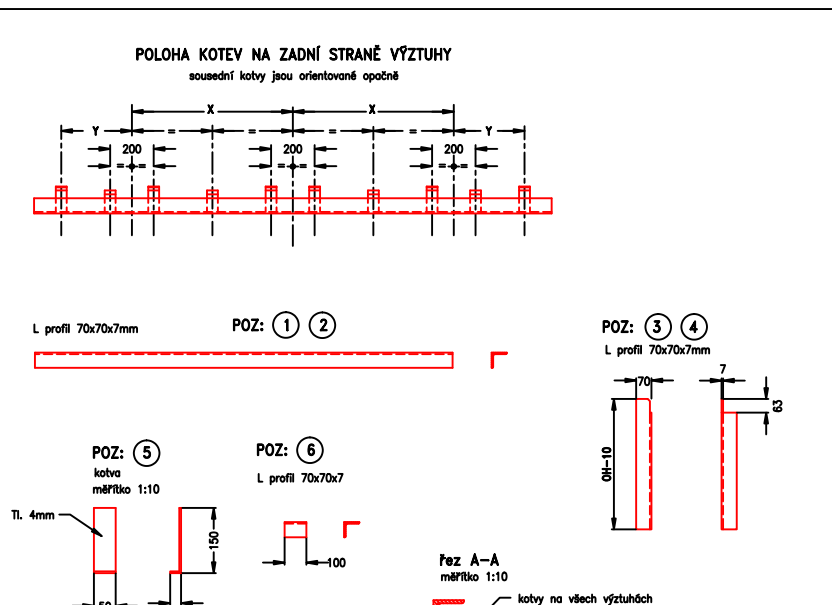 POLOHA KOTEV NA ZADNÍ STRANĚ VÝZTUHY
sousední kotvy jsou orientované opačně
X X
Y = = = = Y
200 200 200
= = = = = =
L profil 70x70x7mm
POZ: 1 2
POZ: 3 4
L profil 70x70x7mm
70
7
63
OH-10
POZ: 5
kotva
měřítko 1:10
Tl. 4mm
150
50
POZ: 6
L profil 70x70x7
100
řez A-A
měřítko 1:10
kotvy na všech výztuhách